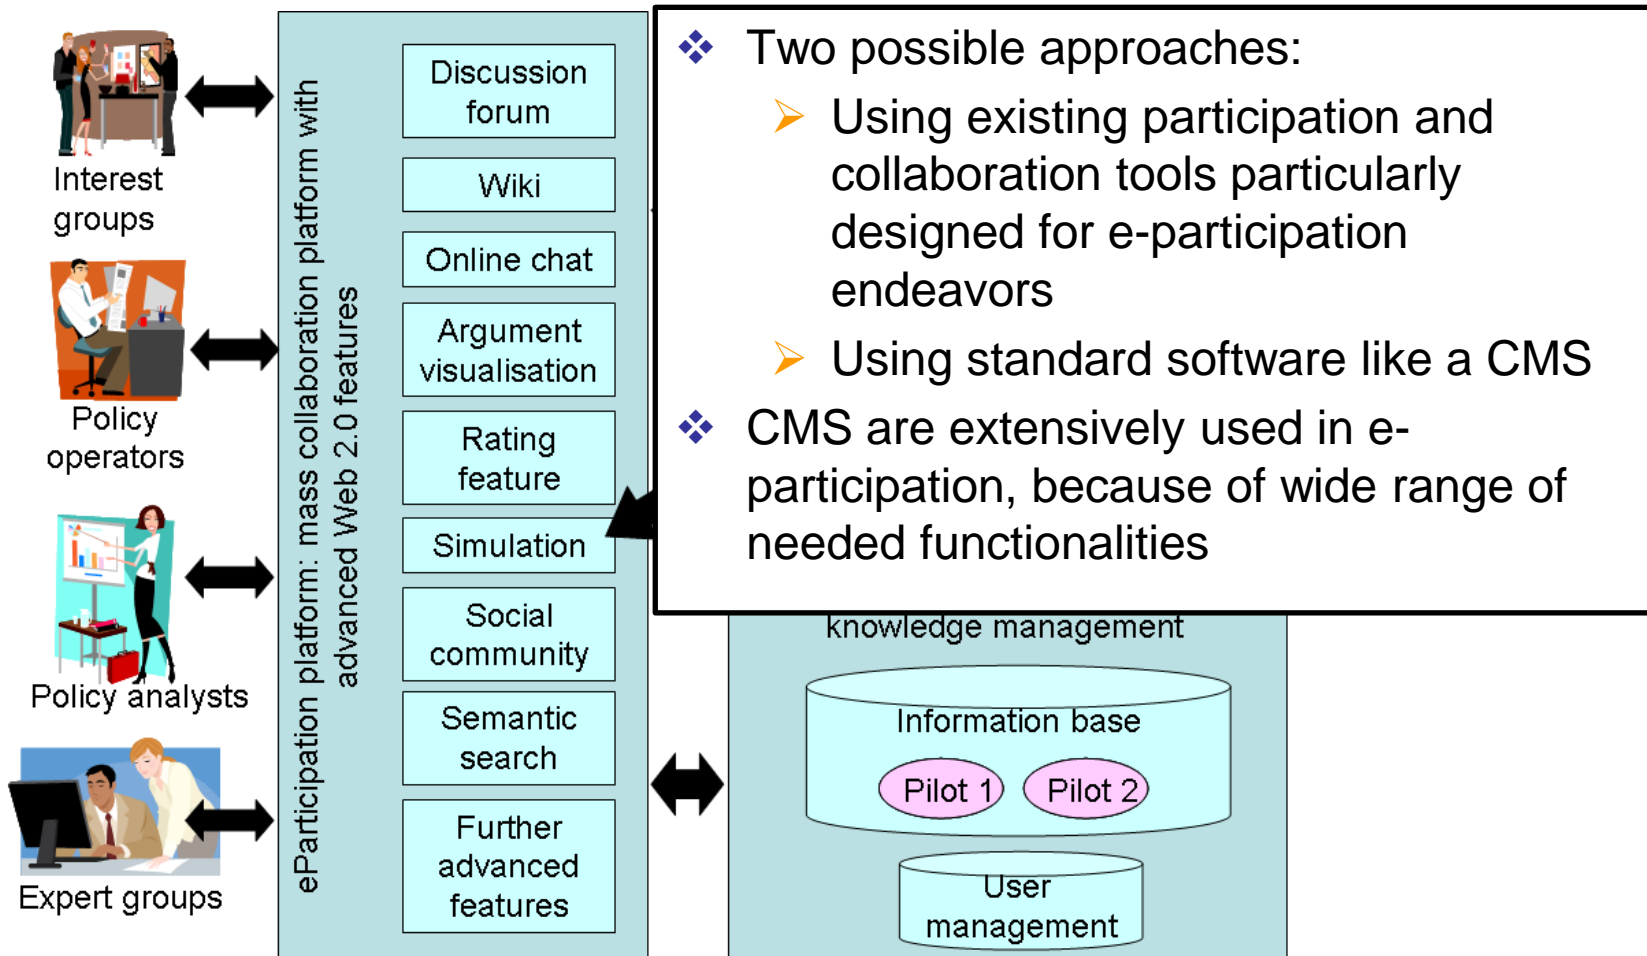 Interest
groups
Policy
operators
Policy analysts
Expert groups
eParticipation platform: mass collaboration platform with
advanced Web 2.0 features
Discussion
forum
Wiki
Online chat
Argument
visualisation
Rating
feature
Simulation
Social
community
Semantic
search
Further
advanced
features
Two possible approaches:
Using existing participation and
collaboration tools particularly
designed for e-participation
endeavors
Using standard software like a CMS
CMS are extensively used in e-
participation, because of wide range of
needed functionalities
knowledge management
Information base
Pilot 1
Pilot 2
User
management